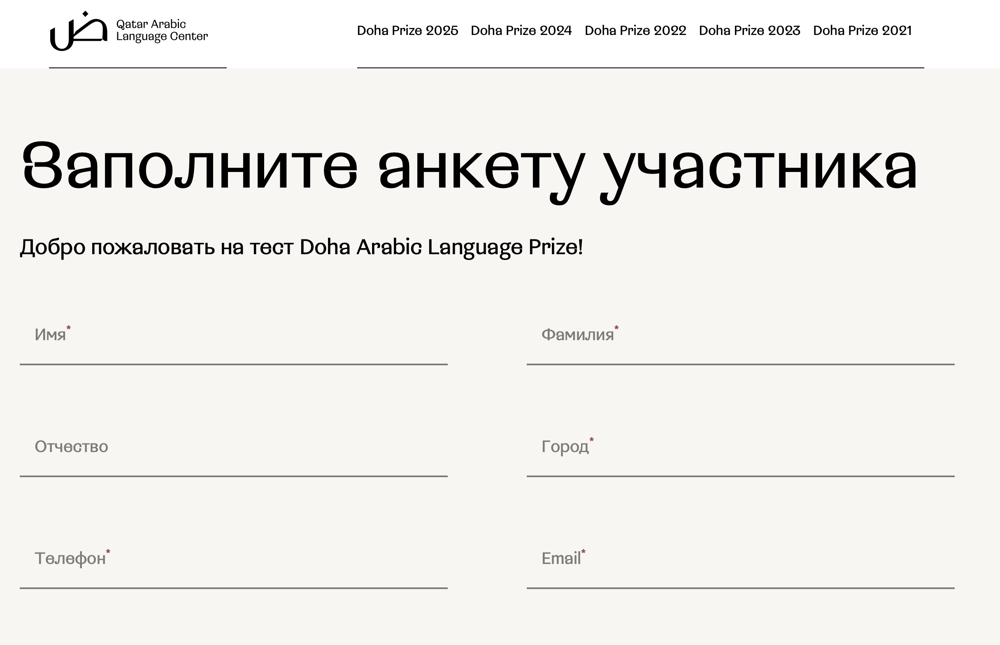 ض
Qatar Arabic
Language Center
Doha Prize 2025 Doha Prize 2024 Doha Prize 2022 Doha Prize 2023 Doha Prize 2021
Заполните анкету участника
Добро пожаловать на тест Doha Arabic Language Prize!
Имя* Фамилия*
Отчество Город*
Телефон* Email*